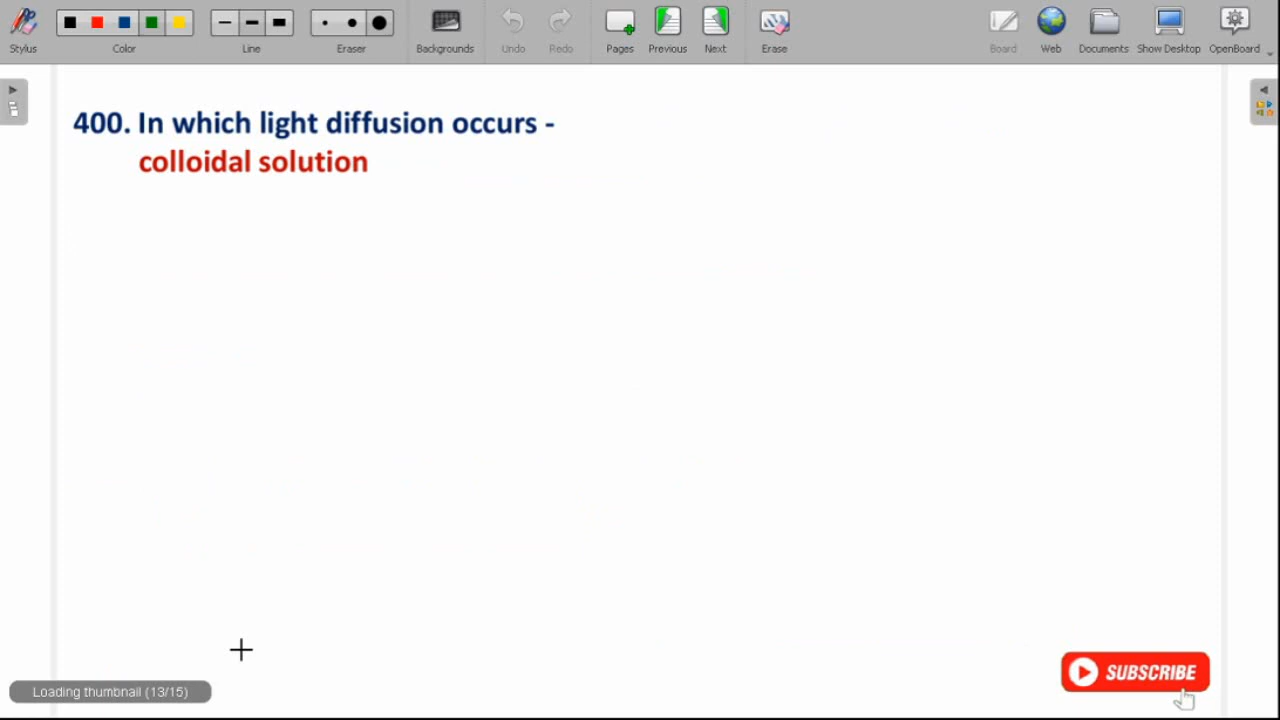 Stylus
Color
Line
Eraser
Backgrounds
Undo
Redo
Pages
Previous
Next
Erase
Board
Web
Documents
Show Desktop
OpenBoard
400. In which light diffusion occurs -
colloidal solution
Loading thumbnail (13/15)
SUBSCRIBE